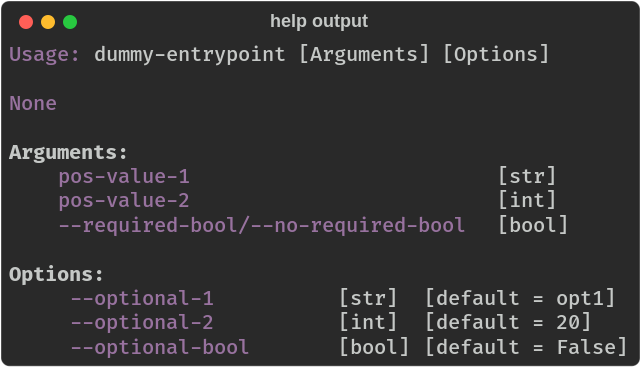 help output
Usage: dummy-entrypoint [Arguments] [Options]
None
Arguments:
pos-value-1 [str]
pos-value-2 [int]
--required-bool/--no-required-bool [bool]
Options:
--optional-1 [str] [default = opt1]
--optional-2 [int] [default = 20]
--optional-bool [bool] [default = False]